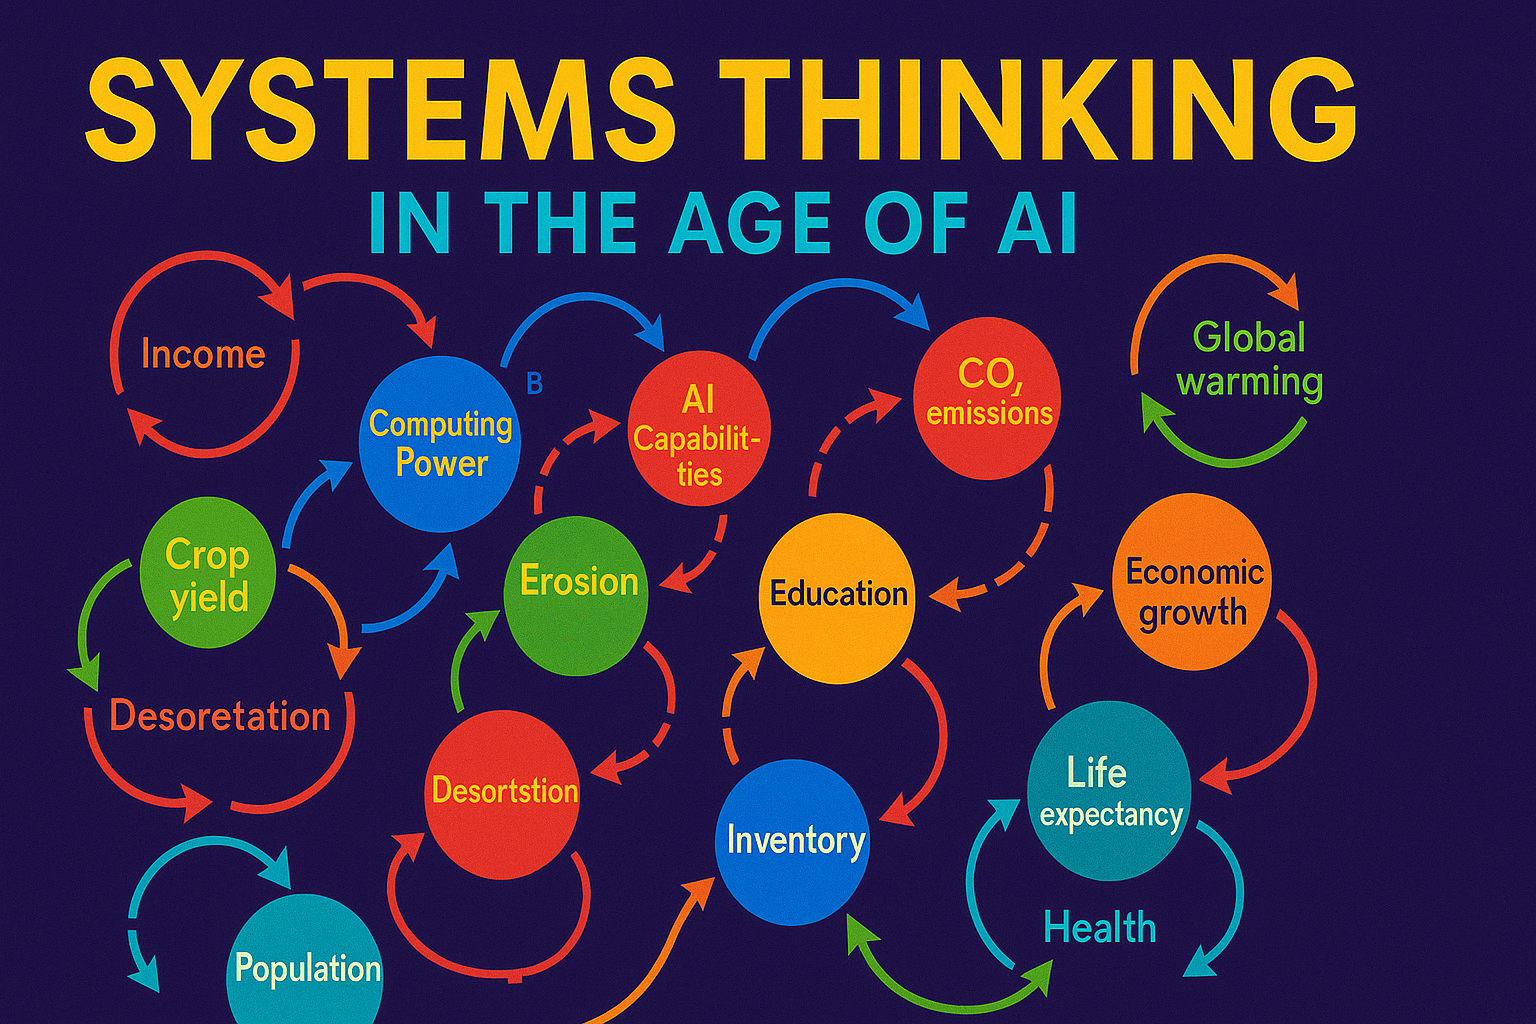 SYSTEMS THINKING
IN THE AGE OF AI
Income
Computing
Power
B
AI
Capabilit-
ties
CO,
emissions
Global
warming
Crop
yield
Erosion
Education
Economic
growth
Desoretation
Desortstion
Inventory
Life
expectancy
Health
Population